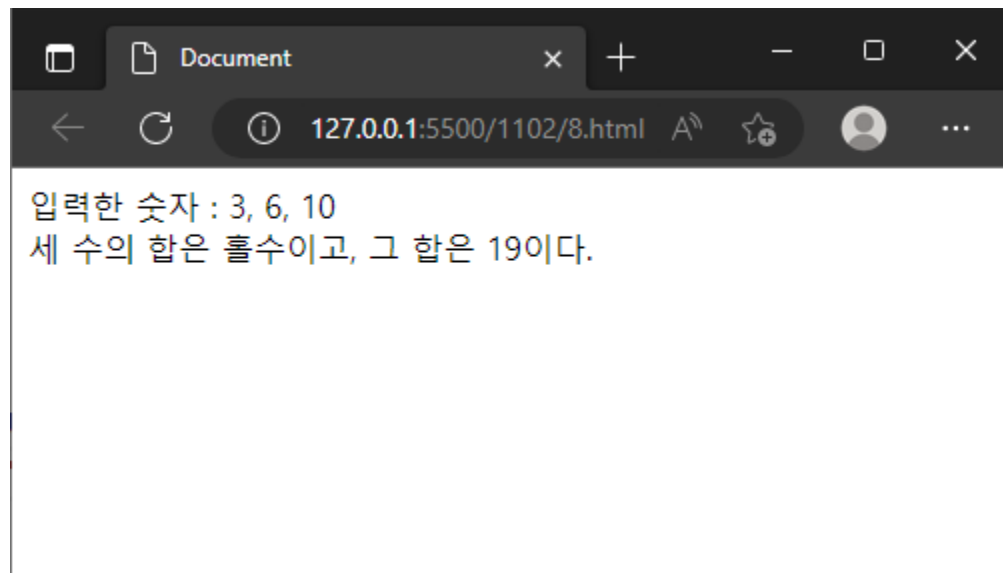 Document
127.0.0.1:5500/1102/8.html
입력한 숫자 : 3, 6, 10
세 수의 합은 홀수이고, 그 합은 19이다.